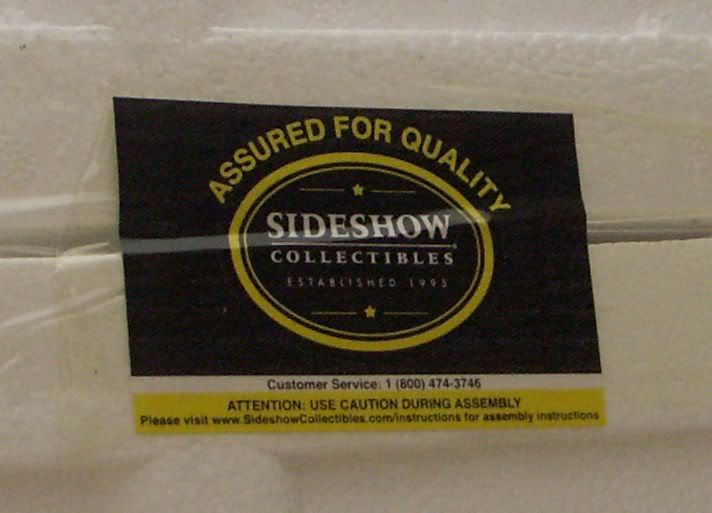 ASSURED FOR QUALITY
SIDESHOW
COLLECTIBLES
ESTABLISHED 1993
Customer Service: 1 (800) 474-3746
ATTENTION: USE CAUTION DURING ASSEMBLY
Please visit www.SideshowCollectibles.com/instructions for assembly instructions